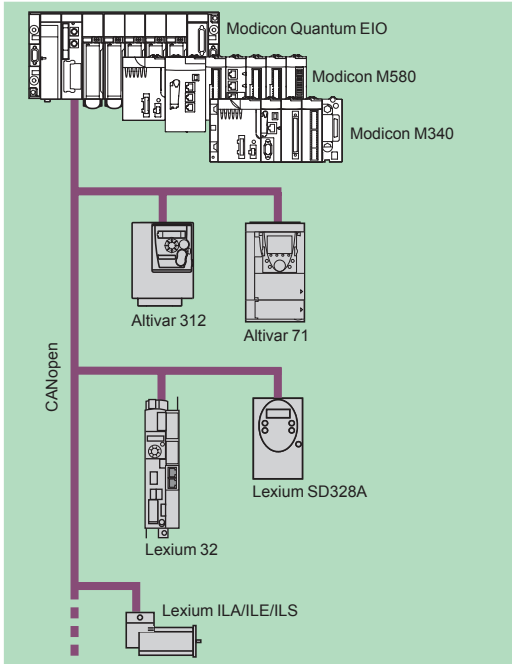 Modicon Quantum EIO
Modicon M580
Modicon M340
Altivar 312
Altivar 71
CANopen
Lexium SD328A
Lexium 32
Lexium ILA/ILE/ILS